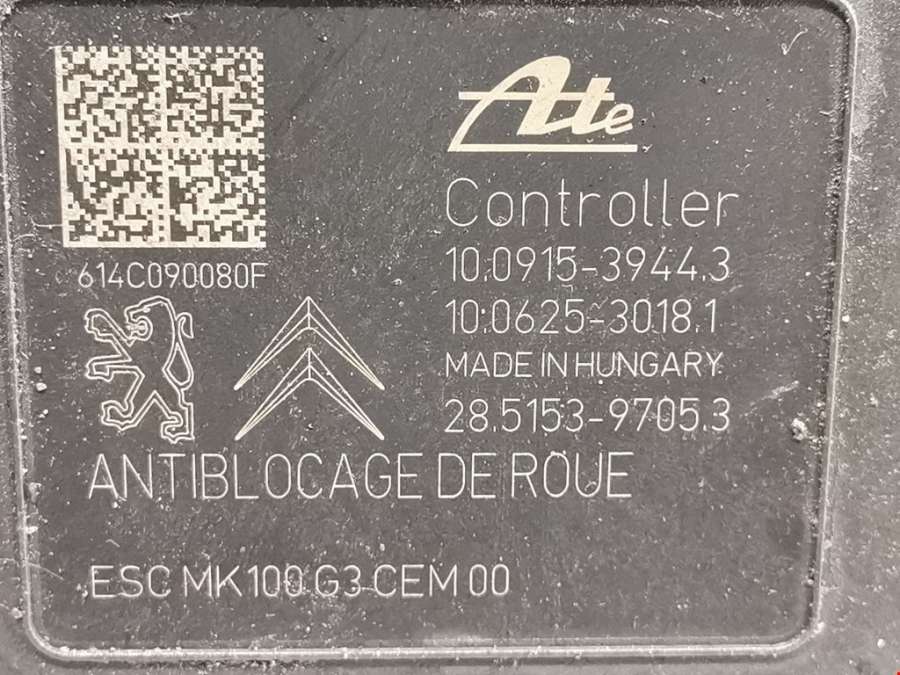 Ate
Controller
614C090080F
10.0915-3944.3
10.0625-3018.1
MADE IN HUNGARY
28.5153-9705.3
ANTIBLOCAGE DE ROUE
ESC MK100 G3 CEM 00